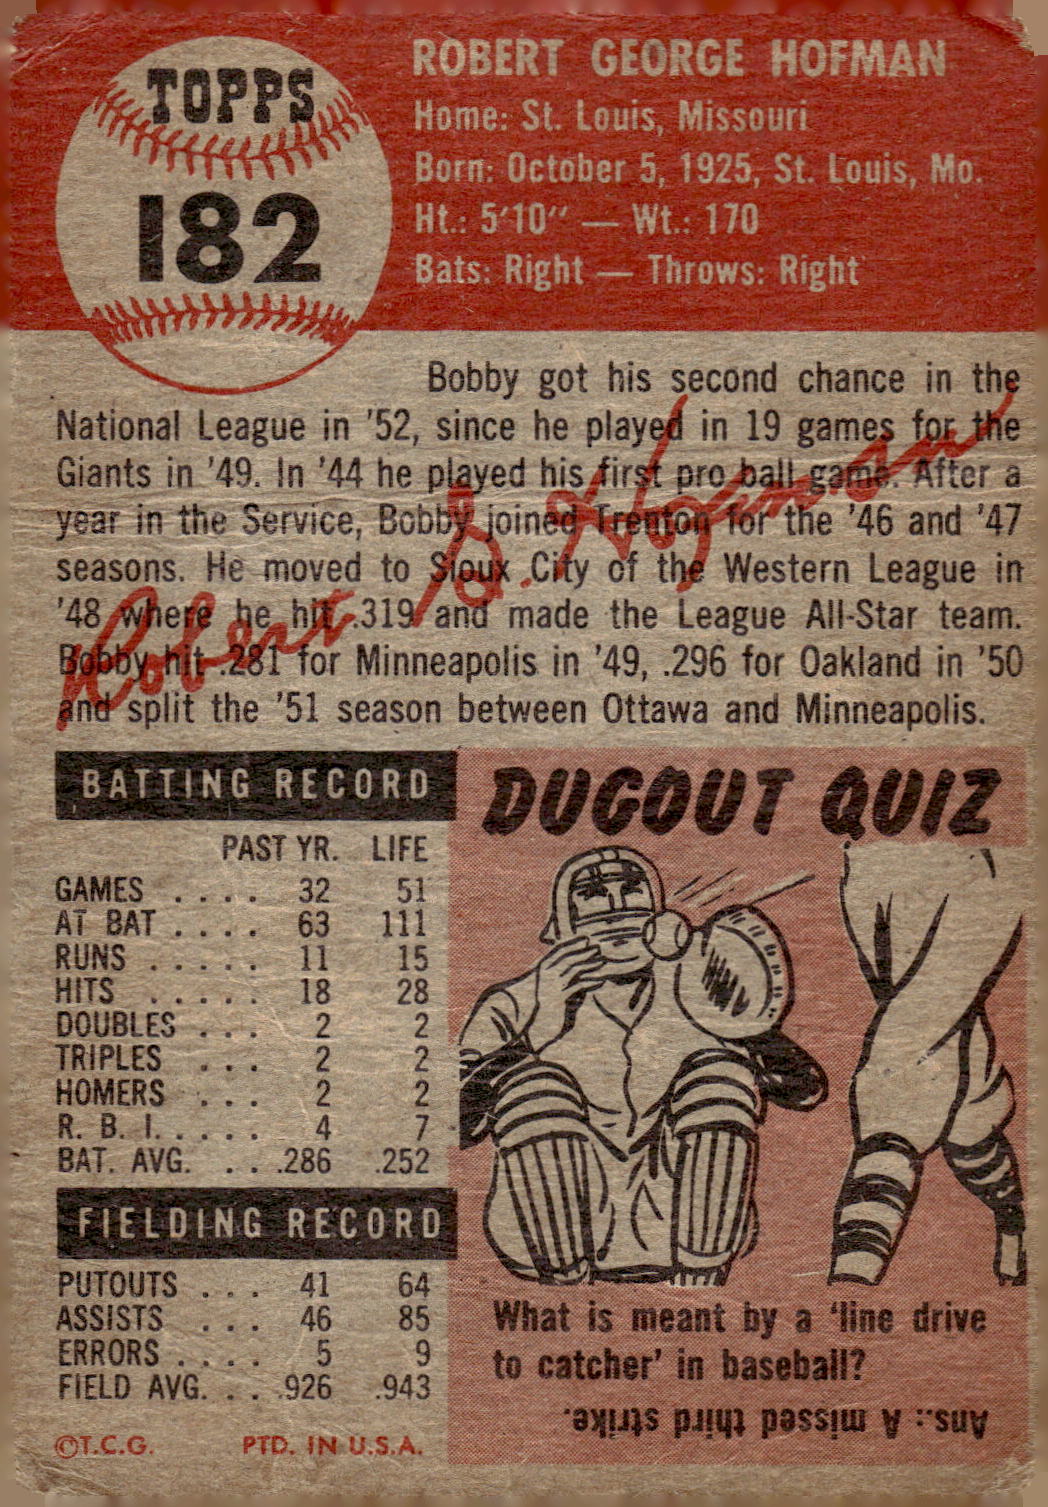 TOPPS
182
ROBERT GEORGE HOFMAN
Home: St. Louis, Missouri
Born: October 5, 1925, St. Louis, Mo.
Ht.: 5'10" — Wt.: 170
Bats: Right — Throws: Right
Bobby got his second chance in the
National League in '52, since he played in 19 games for the
Giants in '49. In '44 he played his first pro ball game. After a
year in the Service, Bobby joined Trenton for the '46 and '47
seasons. He moved to Sioux City of the Western League in
'48 where he hit .319 and made the League All-Star team.
Bobby hit .281 for Minneapolis in '49, .296 for Oakland in '50
and split the '51 season between Ottawa and Minneapolis.
Robert G. Hofman
BATTING RECORD
PAST YR. LIFE
GAMES . . . . 32 51
AT BAT . . . . 63 111
RUNS . . . . . 11 15
HITS . . . . . 18 28
DOUBLES . . . 2 2
TRIPLES . . . 2 2
HOMERS . . . 2 2
R. B. I. . . . . 4 7
BAT. AVG. . . . .286 .252
FIELDING RECORD
PUTOUTS . . . 41 64
ASSISTS . . . 46 85
ERRORS . . . . 5 9
FIELD AVG. . . . .926 .943
©T.C.G. PTD. IN U.S.A.
DUGOUT QUIZ
What is meant by a 'line drive
to catcher' in baseball?
Ans.: A missed third strike.